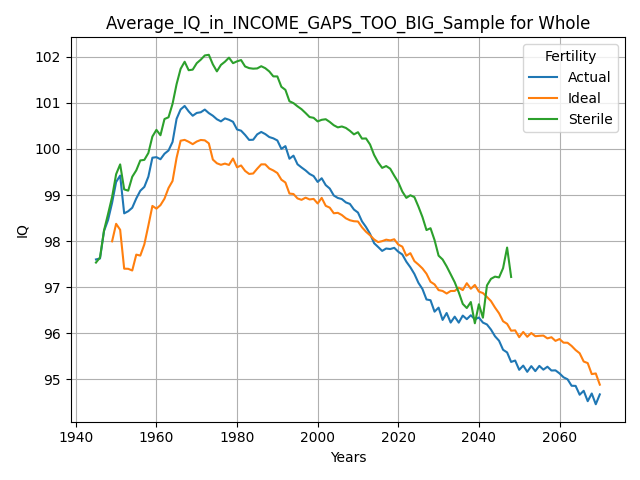 Average_IQ_in_INCOME_GAPS_TOO_BIG_Sample for Whole
Fertility
Actual
Ideal
Sterile
IQ
102
101
100
99
98
97
96
95
1940 1960 1980 2000 2020 2040 2060
Years